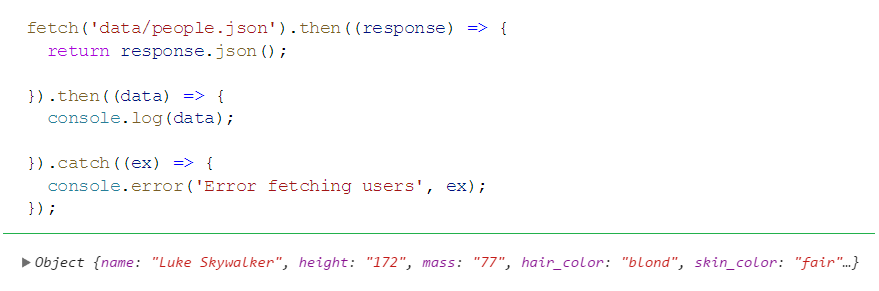 fetch('data/people.json').then((response) => {
  return response.json();
}).then((data) => {
  console.log(data);
}).catch((ex) => {
  console.error('Error fetching users', ex);
});
▶Object {name: "Luke Skywalker", height: "172", mass: "77", hair_color: "blond", skin_color: "fair"…}